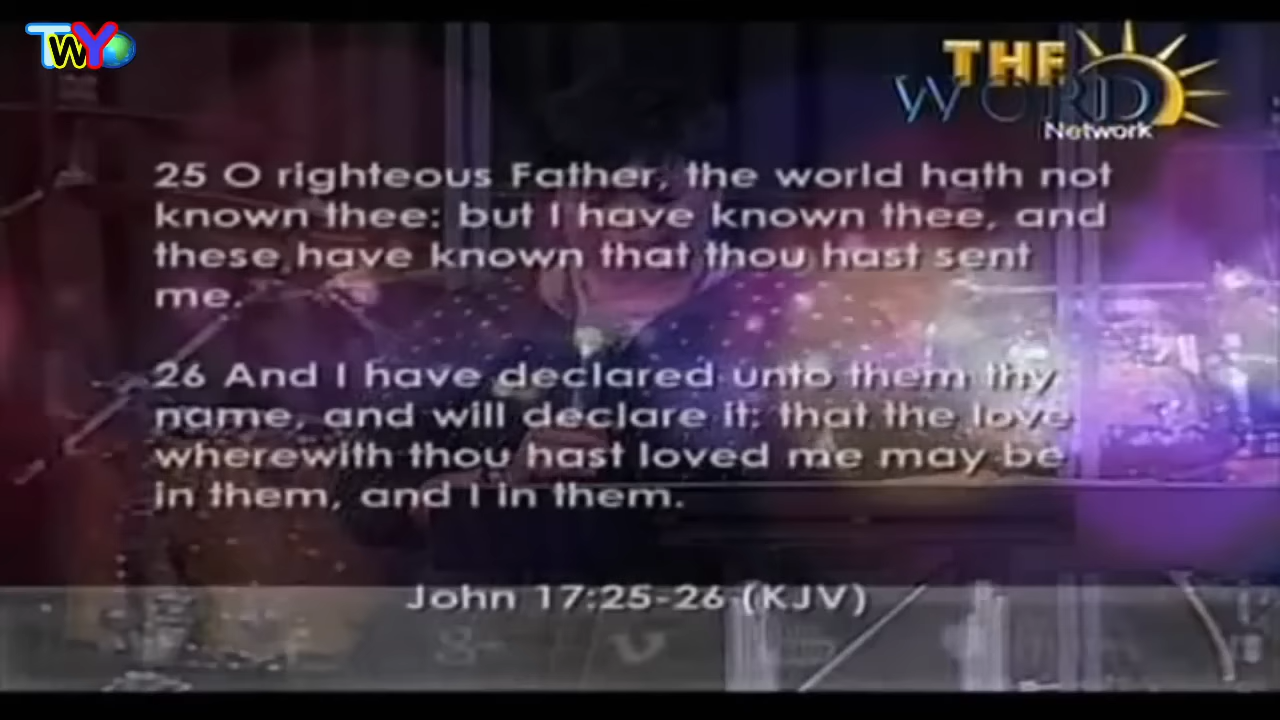 TWYO
THE
WORD
Network
25 O righteous Father, the world hath not
known thee: but I have known thee, and
these have known that thou hast sent
me.
26 And I have declared unto them thy
name, and will declare it: that the love
wherewith thou hast loved me may be
in them, and I in them.
John 17:25-26 (KJV)